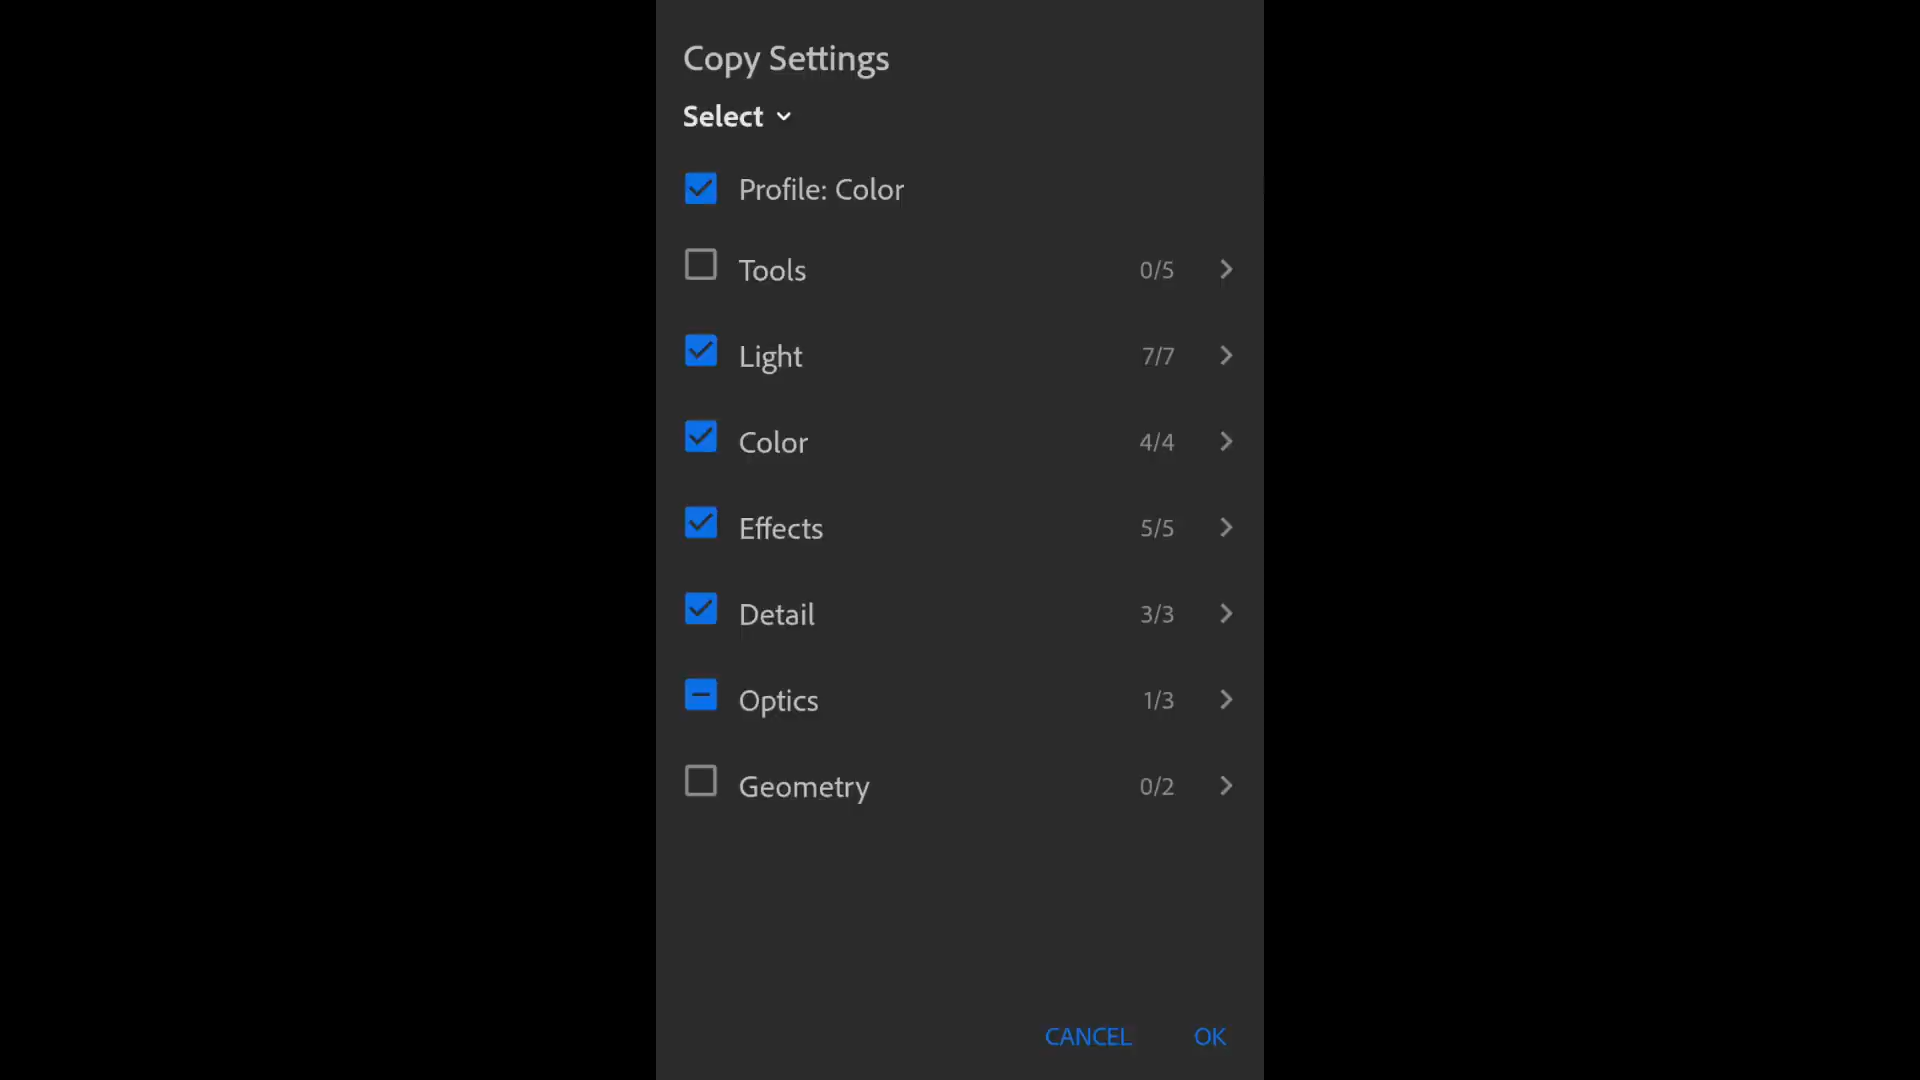 Copy Settings
Select
Profile: Color
Tools 0/5
Light 7/7
Color 4/4
Effects 5/5
Detail 3/3
Optics 1/3
Geometry 0/2
CANCEL OK